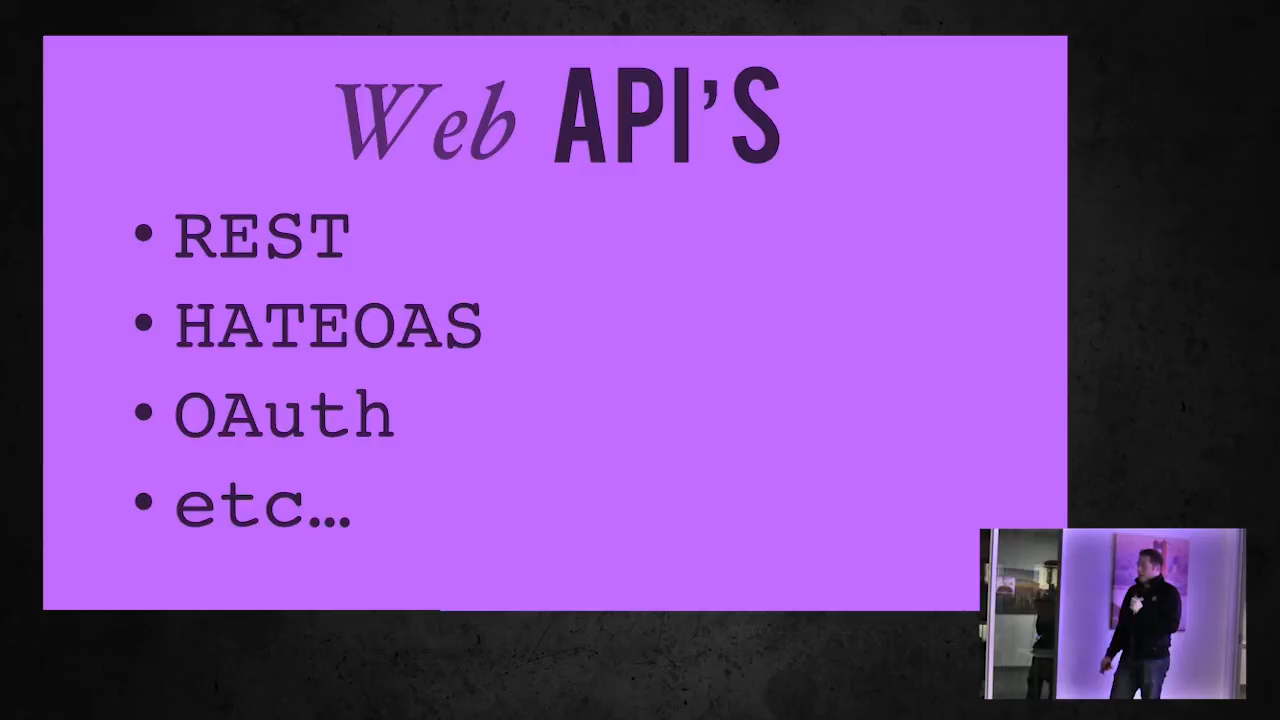 Web API’S
• REST
• HATEOAS
• OAuth
• etc…